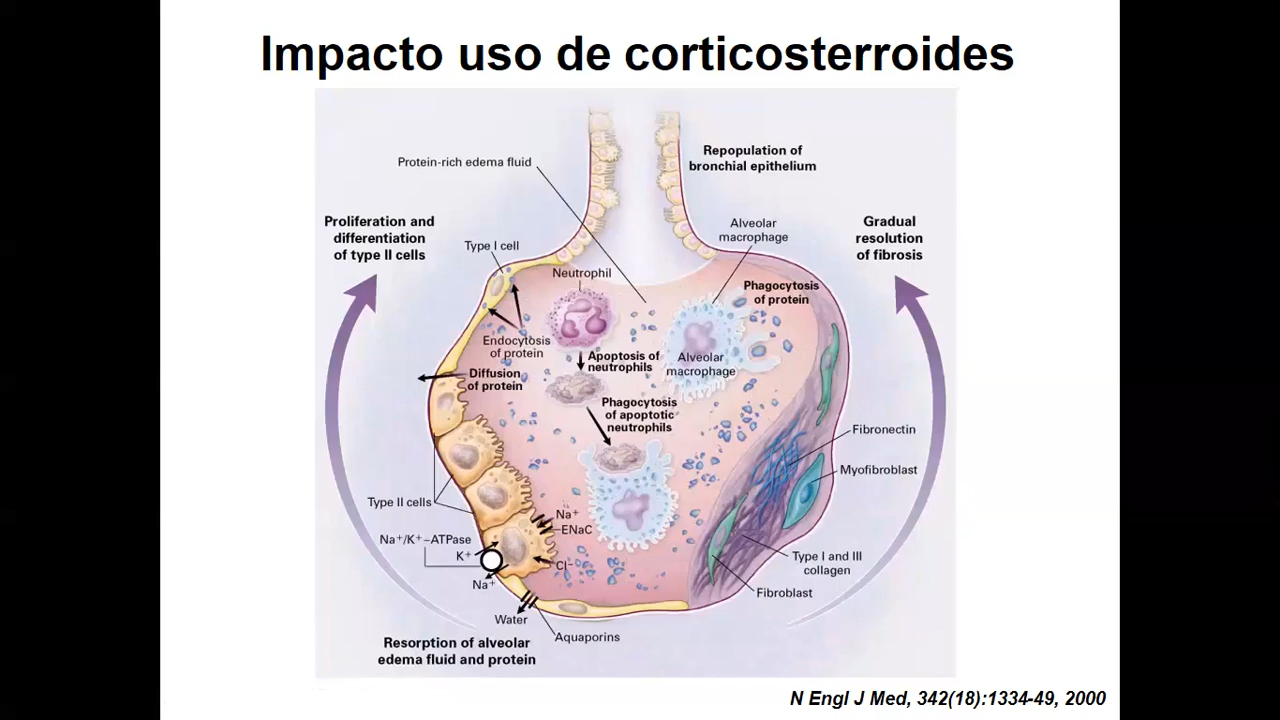 Impacto uso de corticosterroides
Protein-rich edema fluid
Repopulation of
bronchial epithelium
Proliferation and
differentiation
of type II cells
Type I cell
Neutrophil
Alveolar
macrophage
Gradual
resolution
of fibrosis
Phagocytosis
of protein
Endocytosis
of protein
Apoptosis of
neutrophils
Alveolar
macrophage
Diffusion
of protein
Phagocytosis
of apoptotic
neutrophils
Fibronectin
Myofibroblast
Type II cells
Na+
ENaC
Na+/K+–ATPase
K+
Cl–
Na+
Type I and III
collagen
Fibroblast
Water
Aquaporins
Resorption of alveolar
edema fluid and protein
N Engl J Med, 342(18):1334-49, 2000